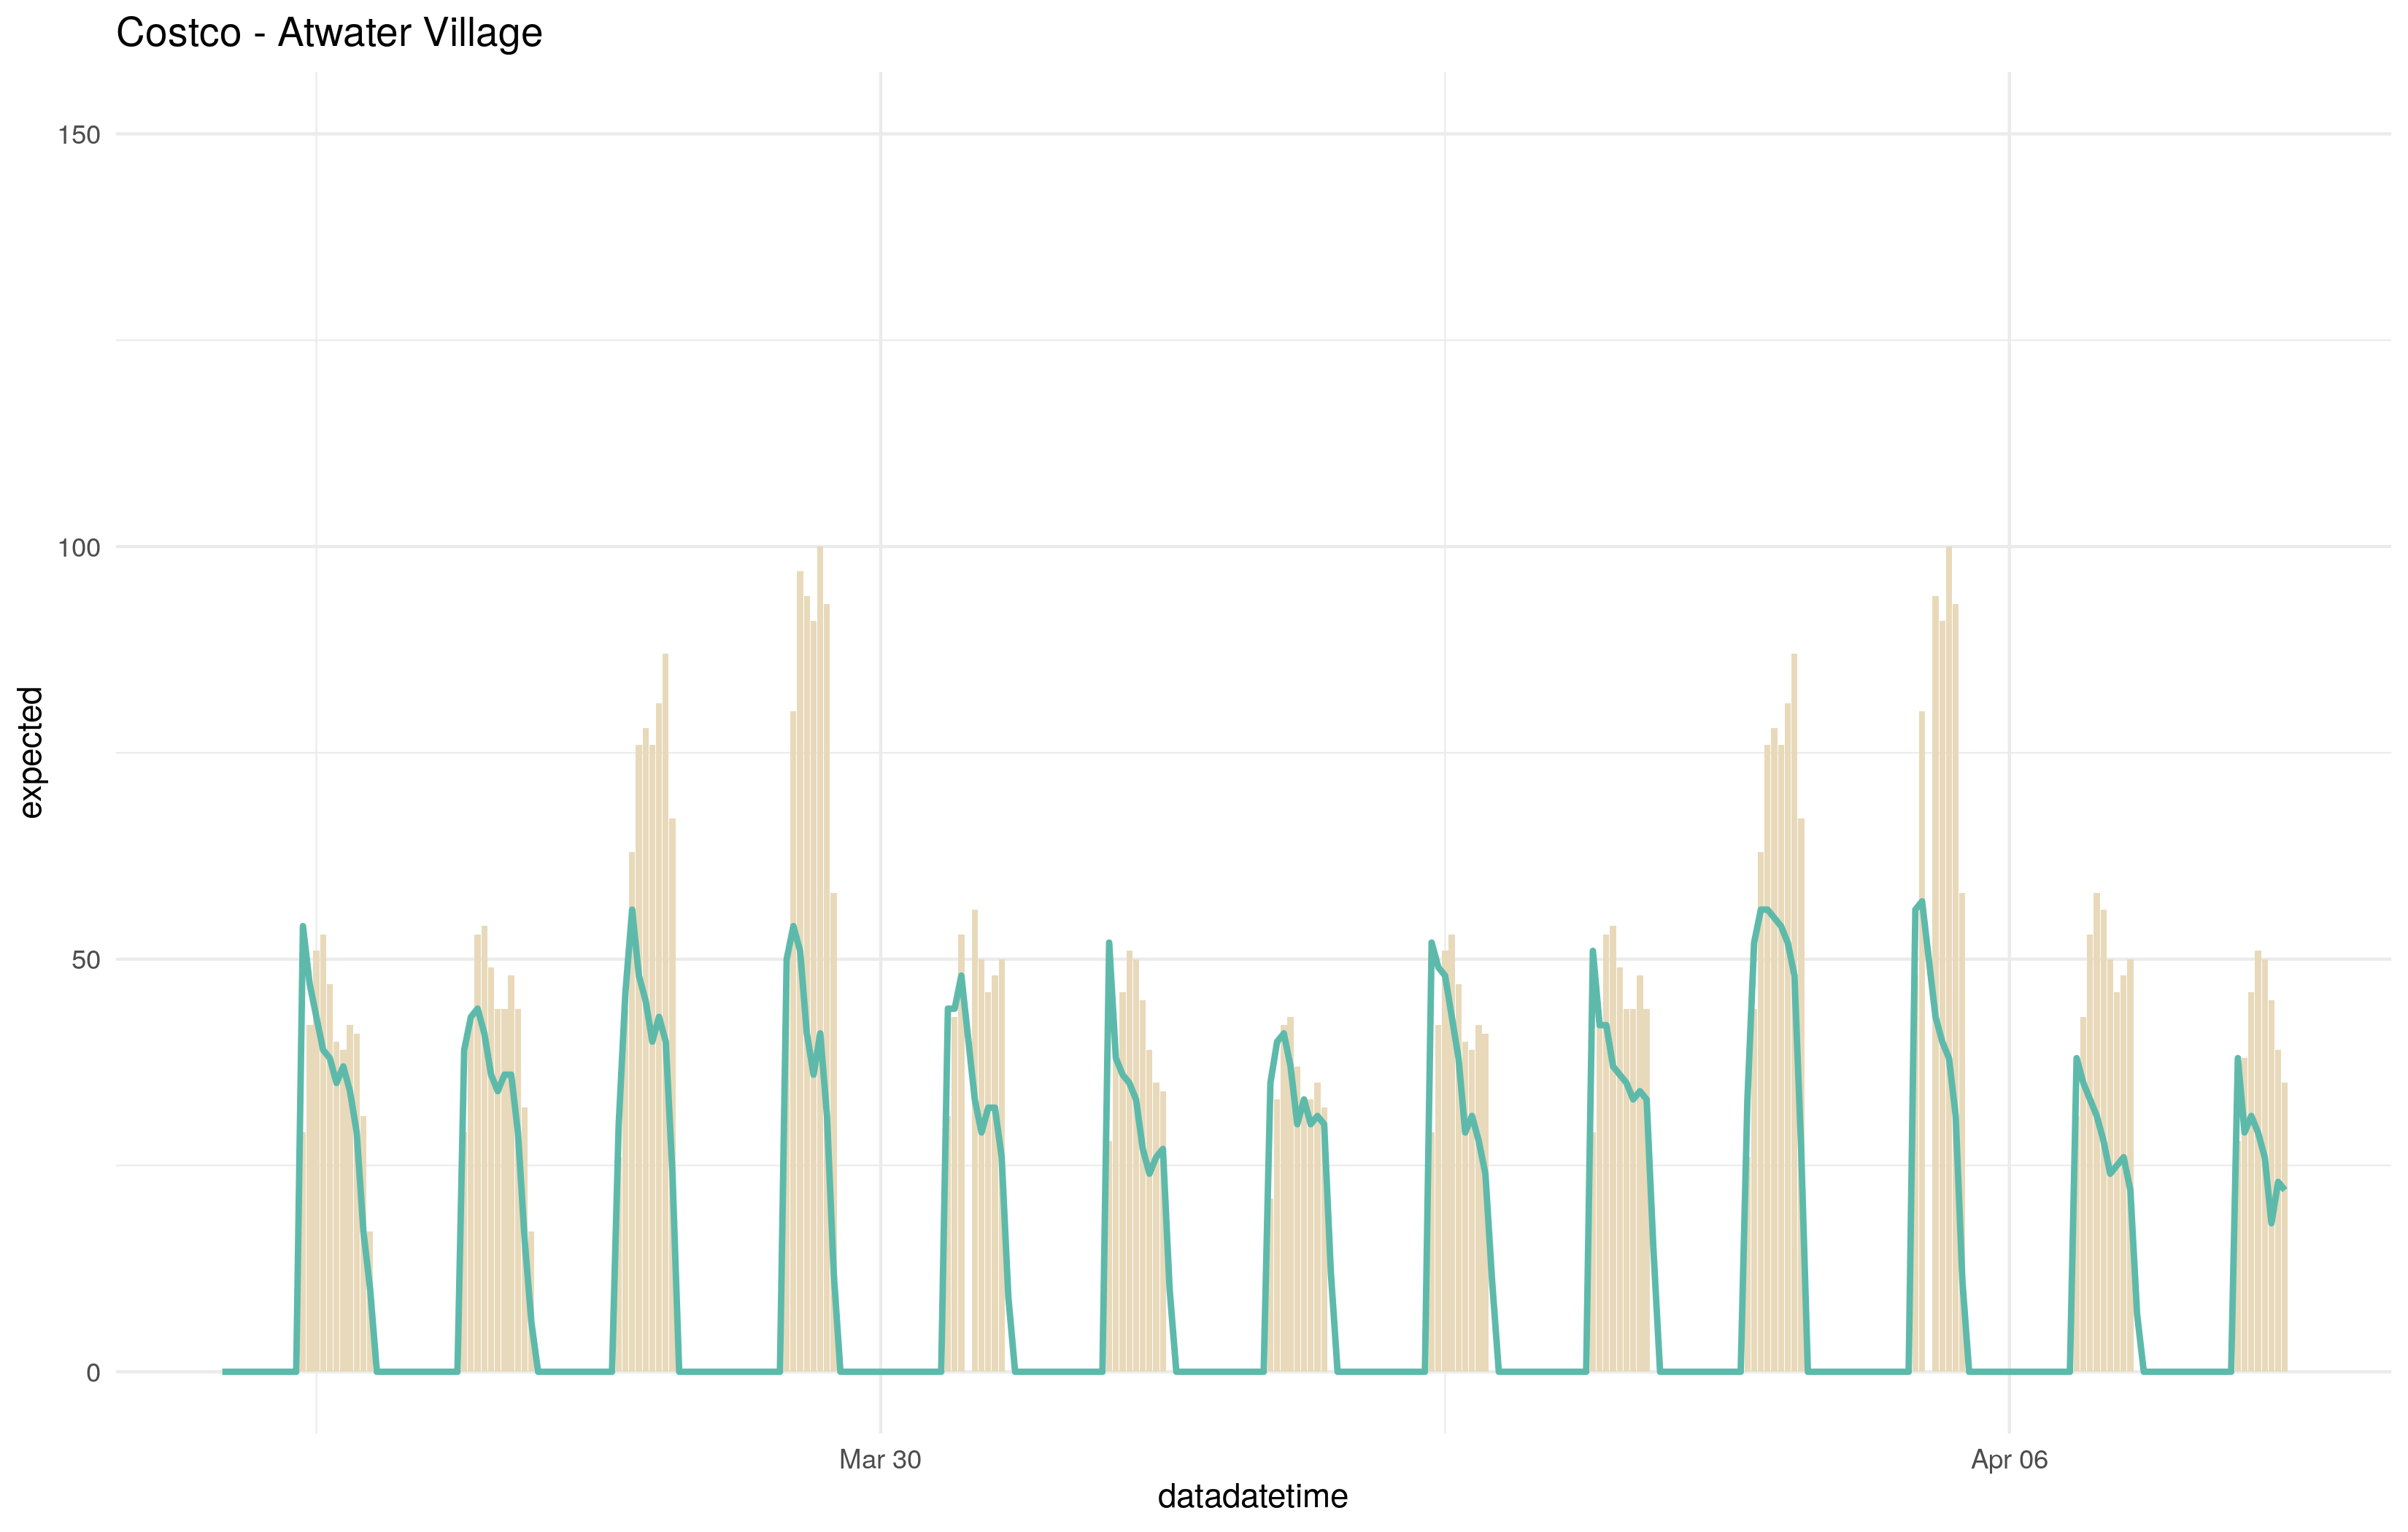 Costco - Atwater Village
150
100
50
0
expected
Mar 30
Apr 06
datadatetime